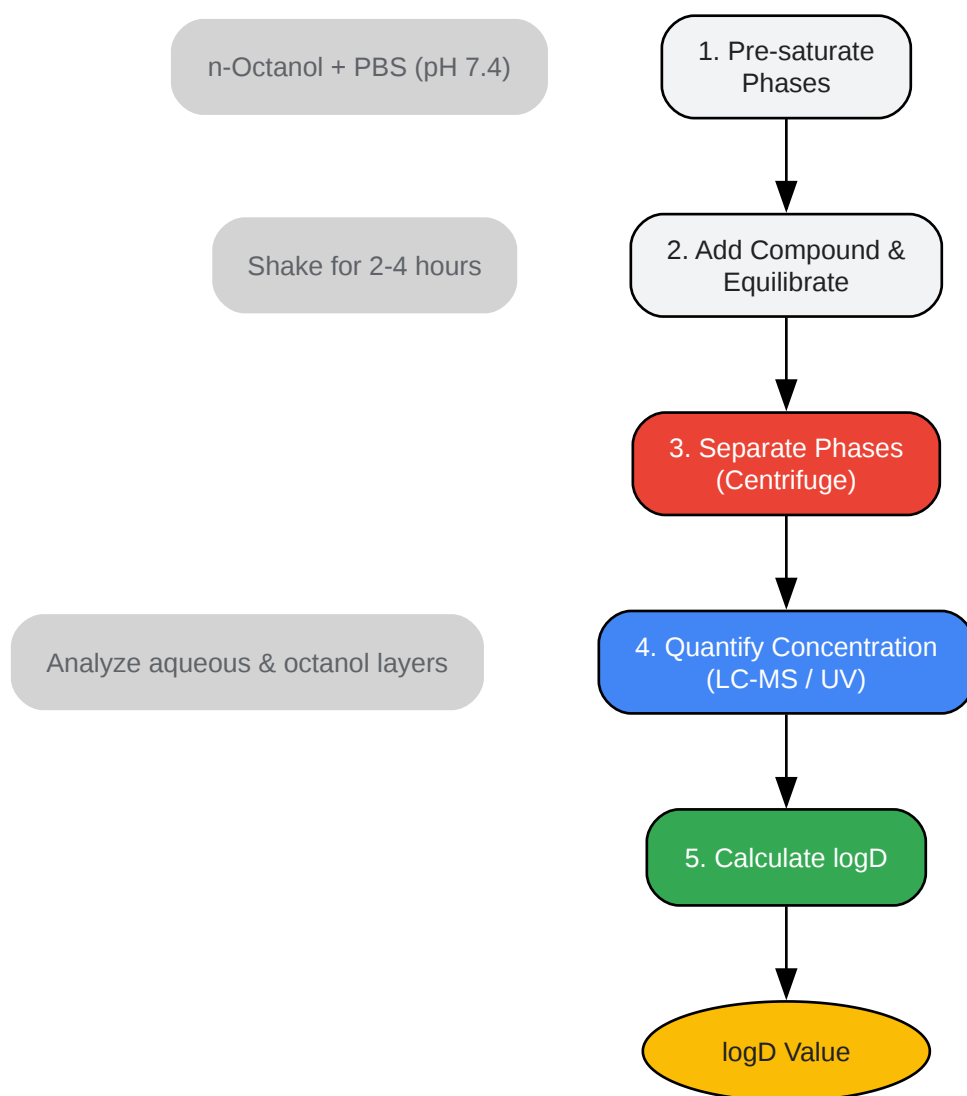 n-Octanol + PBS (pH 7.4)
1. Pre-saturate
Phases
Shake for 2-4 hours
2. Add Compound &
Equilibrate
3. Separate Phases
(Centrifuge)
Analyze aqueous & octanol layers
4. Quantify Concentration
(LC-MS / UV)
5. Calculate logD
logD Value